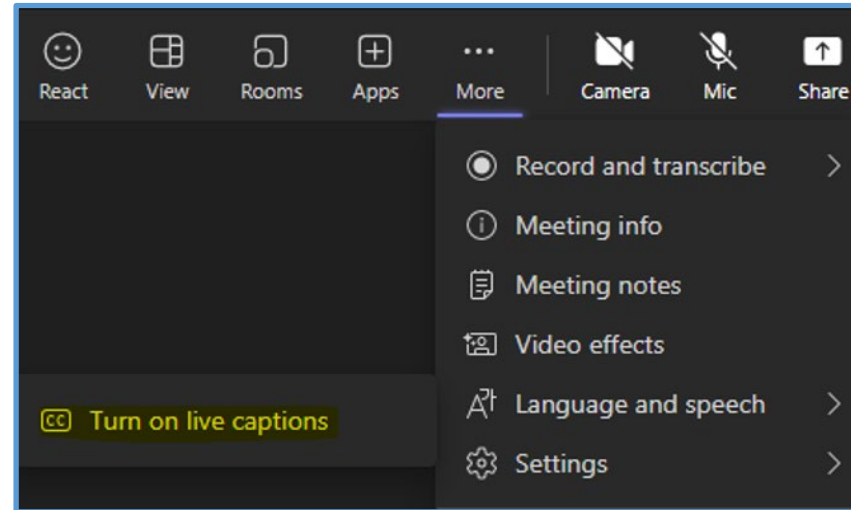 React View Rooms Apps More Camera Mic Share
Record and transcribe
Meeting info
Meeting notes
Video effects
CC Turn on live captions
Language and speech
Settings